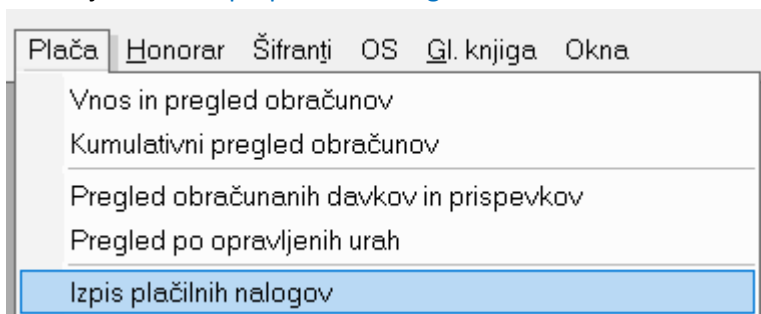 Plača Honorar Šifranti OS Gl. knjiga Okna
Vnos in pregled obračunov
Kumulativni pregled obračunov
Pregled obračunanih davkov in prispevkov
Pregled po opravljenih urah
Izpis plačilnih nalogov